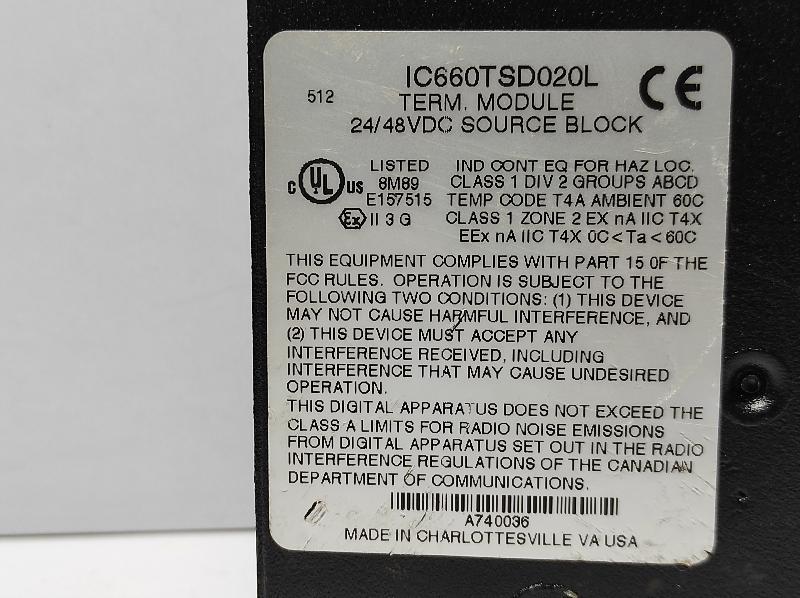 IC660TSD020L
512
TERM. MODULE
24/48VDC SOURCE BLOCK
CE
C UL US
LISTED
8M89
E157515
Ex II 3 G
IND CONT EQ FOR HAZ LOC.
CLASS 1 DIV 2 GROUPS ABCD
TEMP CODE T4A AMBIENT 60C
CLASS 1 ZONE 2 EX nA IIC T4X
EEx nA IIC T4X 0C<Ta<60C
THIS EQUIPMENT COMPLIES WITH PART 15 0F THE
FCC RULES. OPERATION IS SUBJECT TO THE
FOLLOWING TWO CONDITIONS: (1) THIS DEVICE
MAY NOT CAUSE HARMFUL INTERFERENCE, AND
(2) THIS DEVICE MUST ACCEPT ANY
INTERFERENCE RECEIVED, INCLUDING
INTERFERENCE THAT MAY CAUSE UNDESIRED
OPERATION.
THIS DIGITAL APPARATUS DOES NOT EXCEED THE
CLASS A LIMITS FOR RADIO NOISE EMISSIONS
FROM DIGITAL APPARATUS SET OUT IN THE RADIO
INTERFERENCE REGULATIONS OF THE CANADIAN
DEPARTMENT OF COMMUNICATIONS.
A740036
MADE IN CHARLOTTESVILLE VA USA